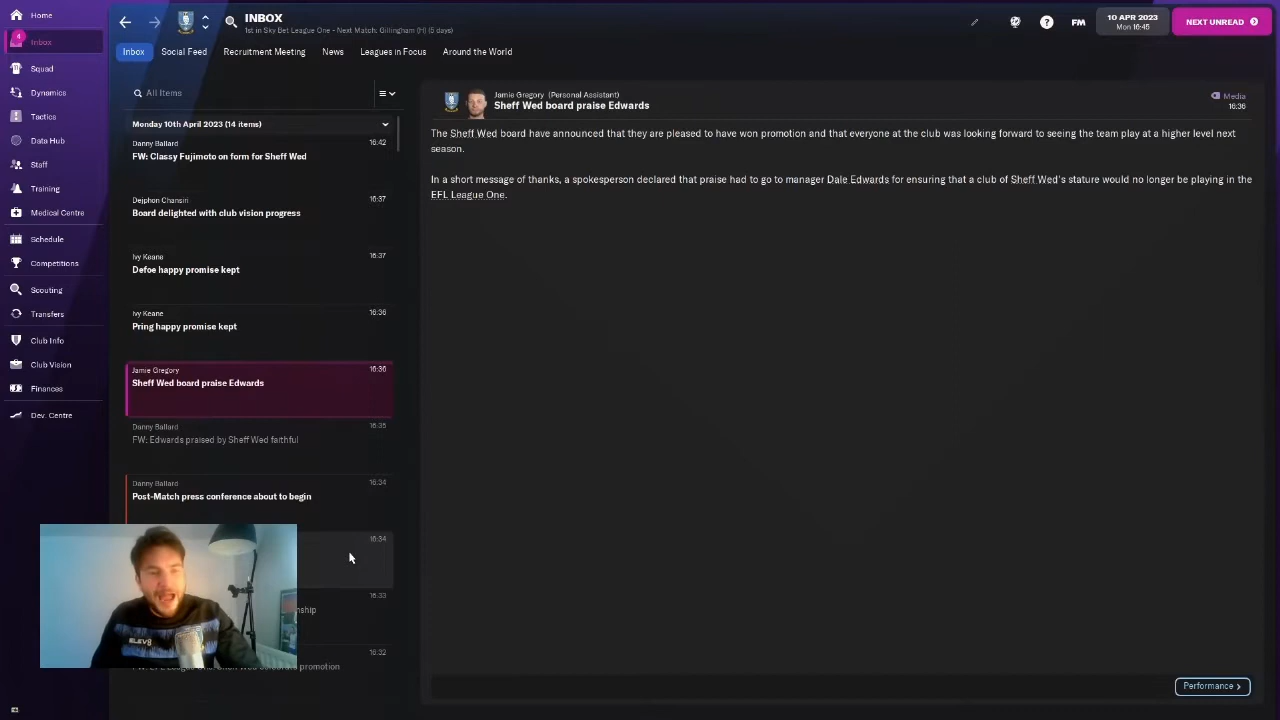 Home
4
Inbox
Squad
Dynamics
Tactics
Data Hub
Staff
Training
Medical Centre
Schedule
Competitions
Scouting
Transfers
Club Info
Club Vision
Finances
Dev. Centre
INBOX
1st in Sky Bet League One - Next Match: Gillingham (H) (5 days)
FM
10 APR 2023
Mon 16:45
NEXT UNREAD
Inbox
Social Feed
Recruitment Meeting
News
Leagues in Focus
Around the World
All Items
Monday 10th April 2023 (14 items)
Danny Ballard 16:42
FW: Classy Fujimoto on form for Sheff Wed
Dejphon Chansiri 16:37
Board delighted with club vision progress
Ivy Keane 16:37
Defoe happy promise kept
Ivy Keane 16:36
Pring happy promise kept
Jamie Gregory 16:36
Sheff Wed board praise Edwards
Danny Ballard 16:35
FW: Edwards praised by Sheff Wed faithful
Danny Ballard 16:34
Post-Match press conference about to begin
16:34
16:33
nship
16:32
promotion
ELEV8
Jamie Gregory (Personal Assistant)
Sheff Wed board praise Edwards
Media
16:36
The Sheff Wed board have announced that they are pleased to have won promotion and that everyone at the club was looking forward to seeing the team play at a higher level next
season.
In a short message of thanks, a spokesperson declared that praise had to go to manager Dale Edwards for ensuring that a club of Sheff Wed's stature would no longer be playing in the
EFL League One.
Performance